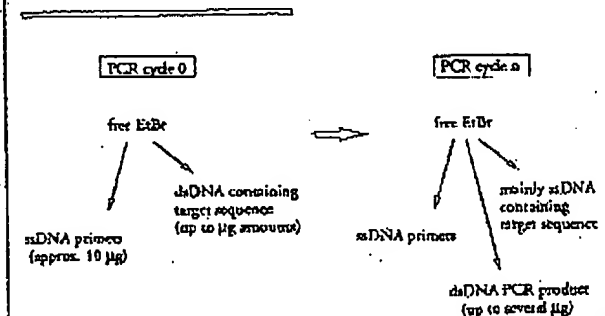 PCR cycle 0
free EtBr
dsDNA containing
target sequence
(up to µg amounts)
ssDNA primers
(approx. 10 µg)
PCR cycle n
free EtBr
mainly ssDNA
containing
target sequence
ssDNA primers
dsDNA PCR product
(up to several µg)